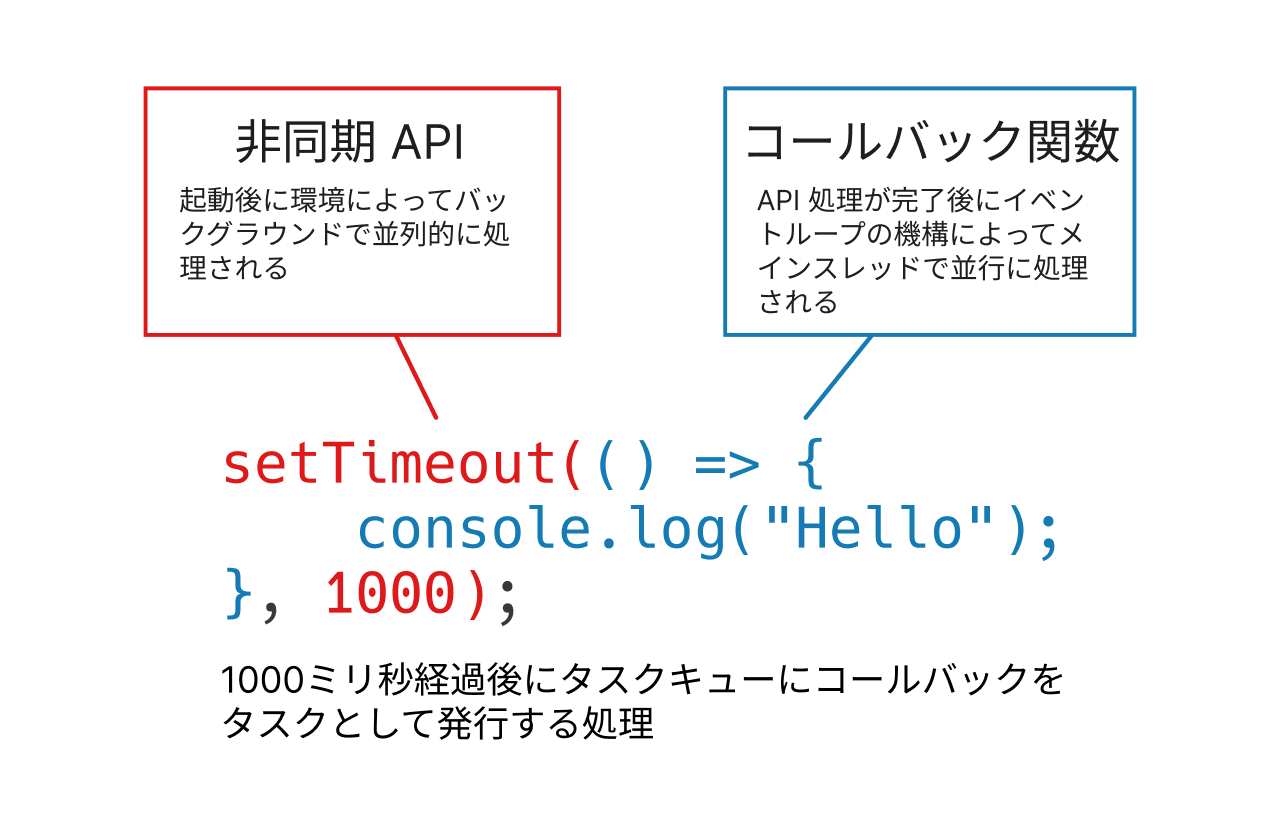 非同期 API
起動後に環境によってバッ
クグラウンドで並列的に処
理される
コールバック関数
API 処理が完了後にイベン
トループの機構によってメ
インスレッドで並行に処理
される
setTimeout(() => {
    console.log("Hello");
}, 1000);
1000ミリ秒経過後にタスクキューにコールバックを
タスクとして発行する処理